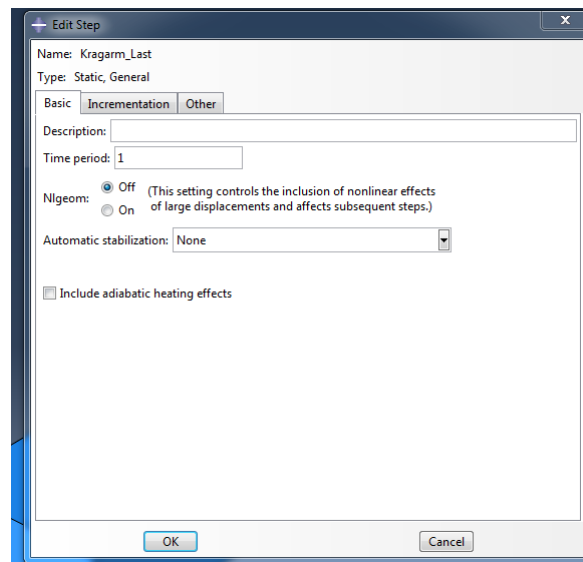 Edit Step
x
Name: Kragarm_Last
Type: Static, General
Basic Incrementation Other
Description:
Time period: 1
Nlgeom: Off (This setting controls the inclusion of nonlinear effects
On of large displacements and affects subsequent steps.)
Automatic stabilization: None
Include adiabatic heating effects
OK Cancel